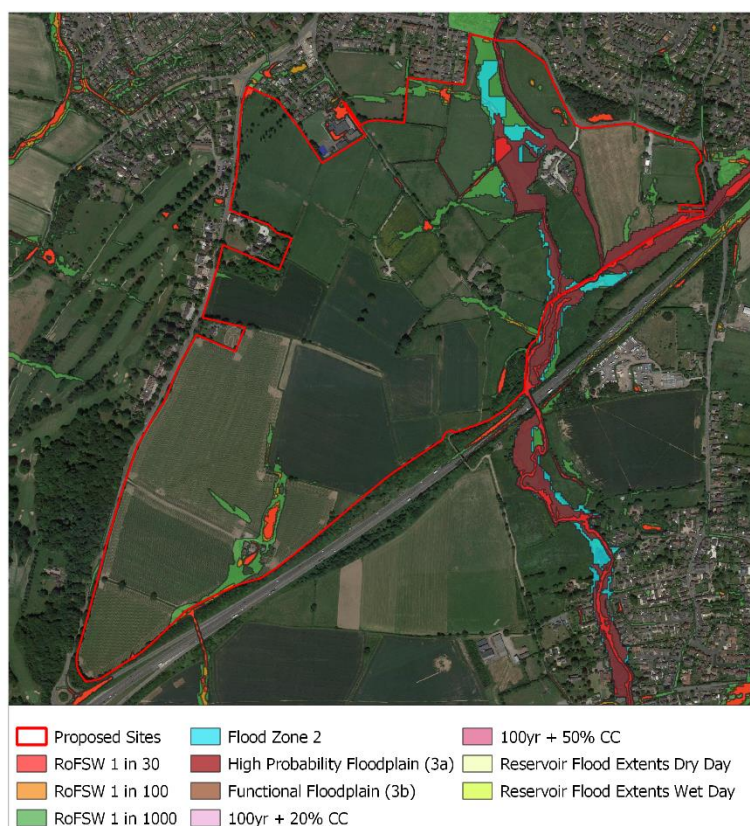 Proposed Sites
RoFSW 1 in 30
RoFSW 1 in 100
RoFSW 1 in 1000
Flood Zone 2
High Probability Floodplain (3a)
Functional Floodplain (3b)
100yr + 20% CC
100yr + 50% CC
Reservoir Flood Extents Dry Day
Reservoir Flood Extents Wet Day